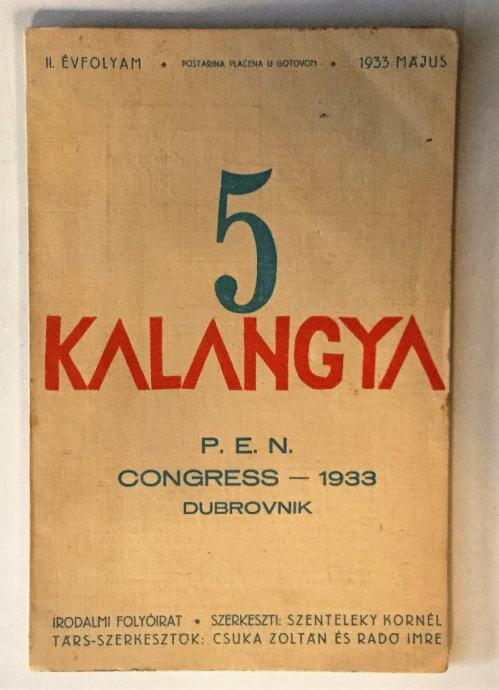 II. ÉVFOLYAM • POŠTARINA PLAĆENA U GOTOVOM • 1933 MÁJUS
5
KALANGYA
P. E. N.
CONGRESS — 1933
DUBROVNIK
IRODALMI FOLYÓIRAT • SZERKESZTI: SZENTELEKY KORNÉL
TÁRS-SZERKESZTŐK: CSUKA ZOLTÁN ÉS RADÓ IMRE